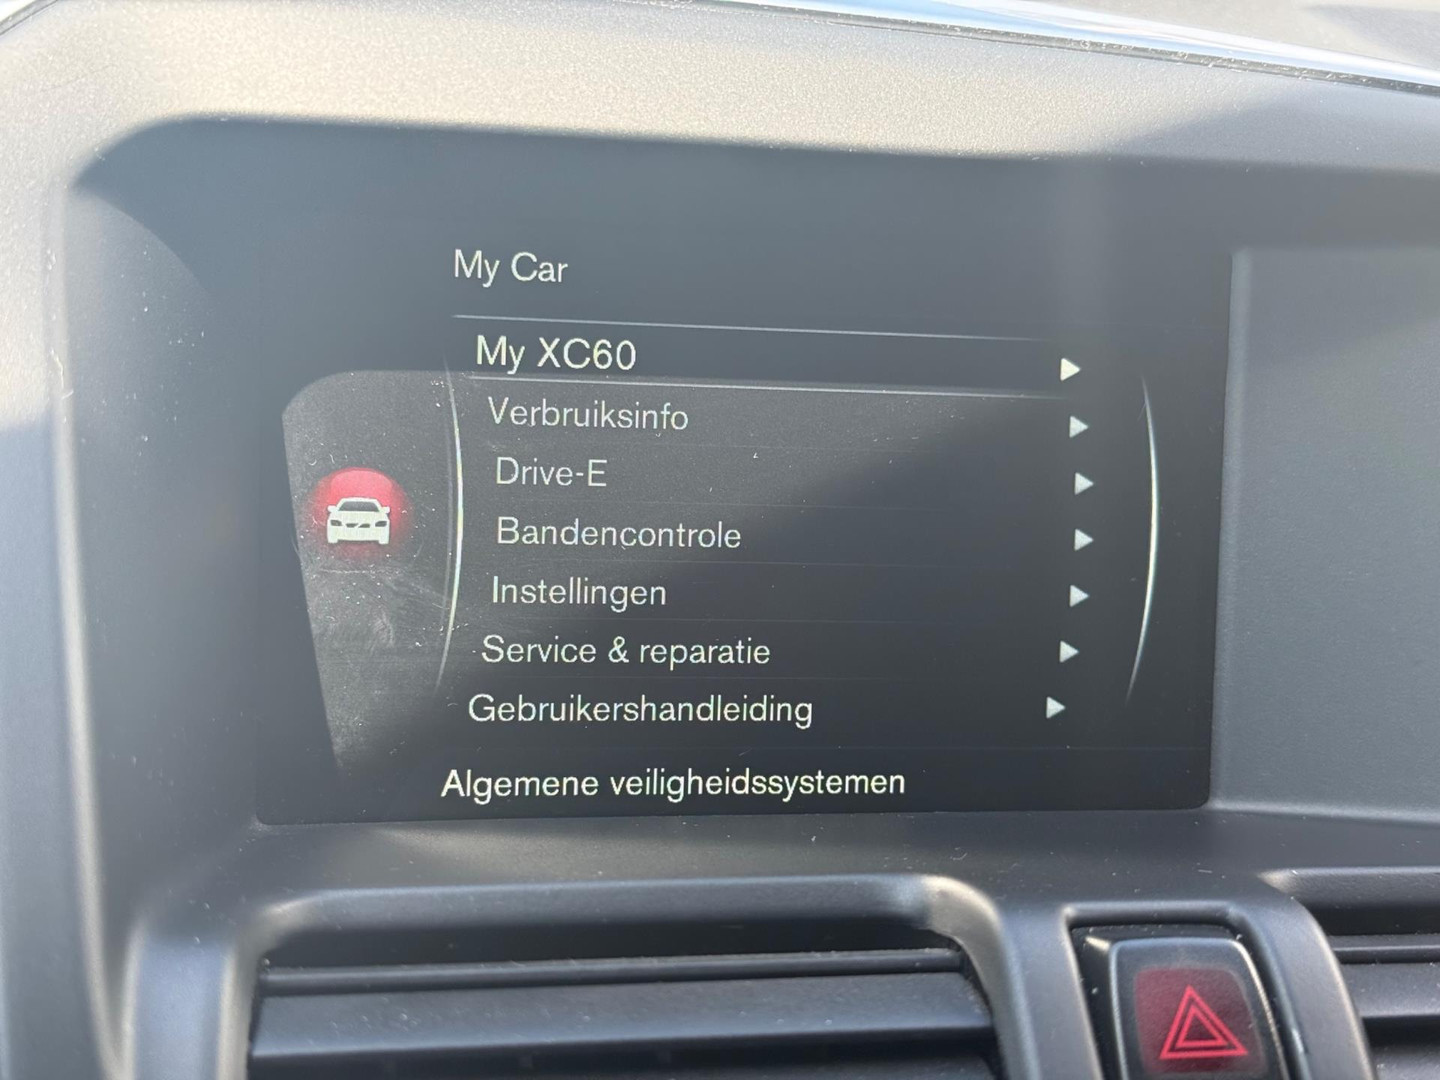 My Car
My XC60
Verbruiksinfo
Drive-E
Bandencontrole
Instellingen
Service & reparatie
Gebruikershandleiding
Algemene veiligheidssystemen